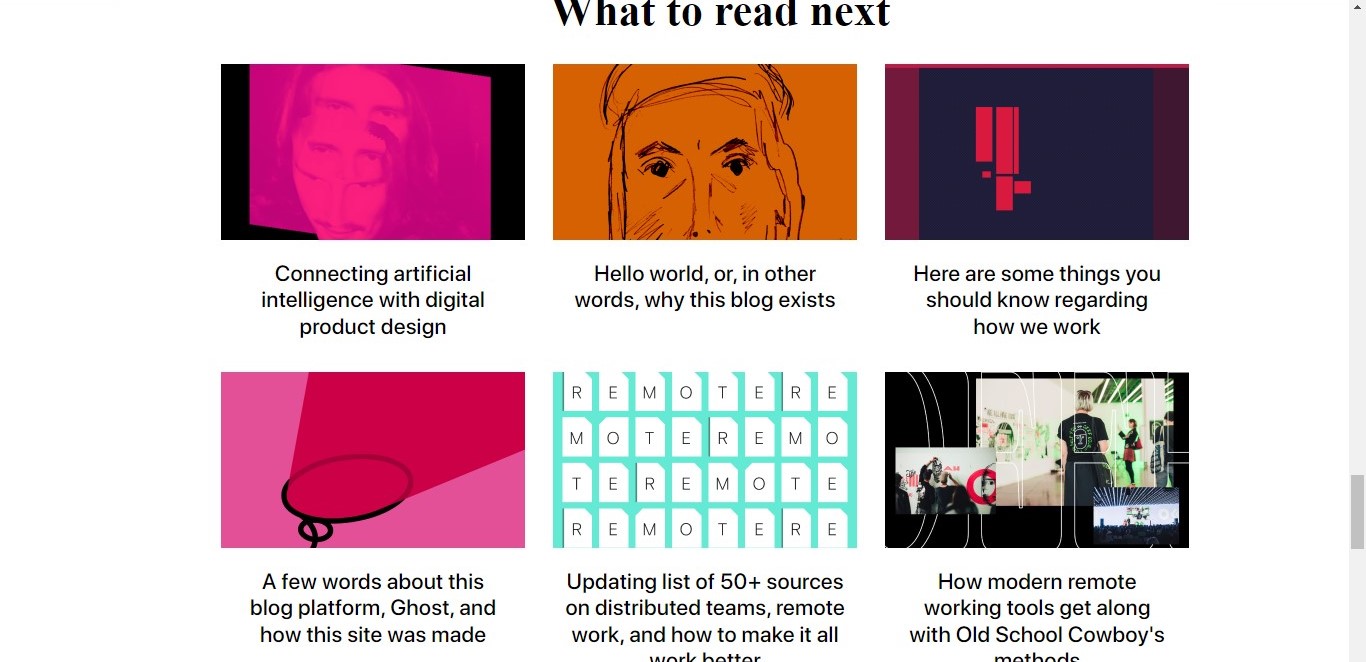 What to read next
Connecting artificial
intelligence with digital
product design
Hello world, or, in other
words, why this blog exists
Here are some things you
should know regarding
how we work
R E M O T E R E
M O T E R E M O
T E R E M O T E
R E M O T E R E
A few words about this
blog platform, Ghost, and
how this site was made
Updating list of 50+ sources
on distributed teams, remote
work, and how to make it all
work better
How modern remote
working tools get along
with Old School Cowboy's
methods